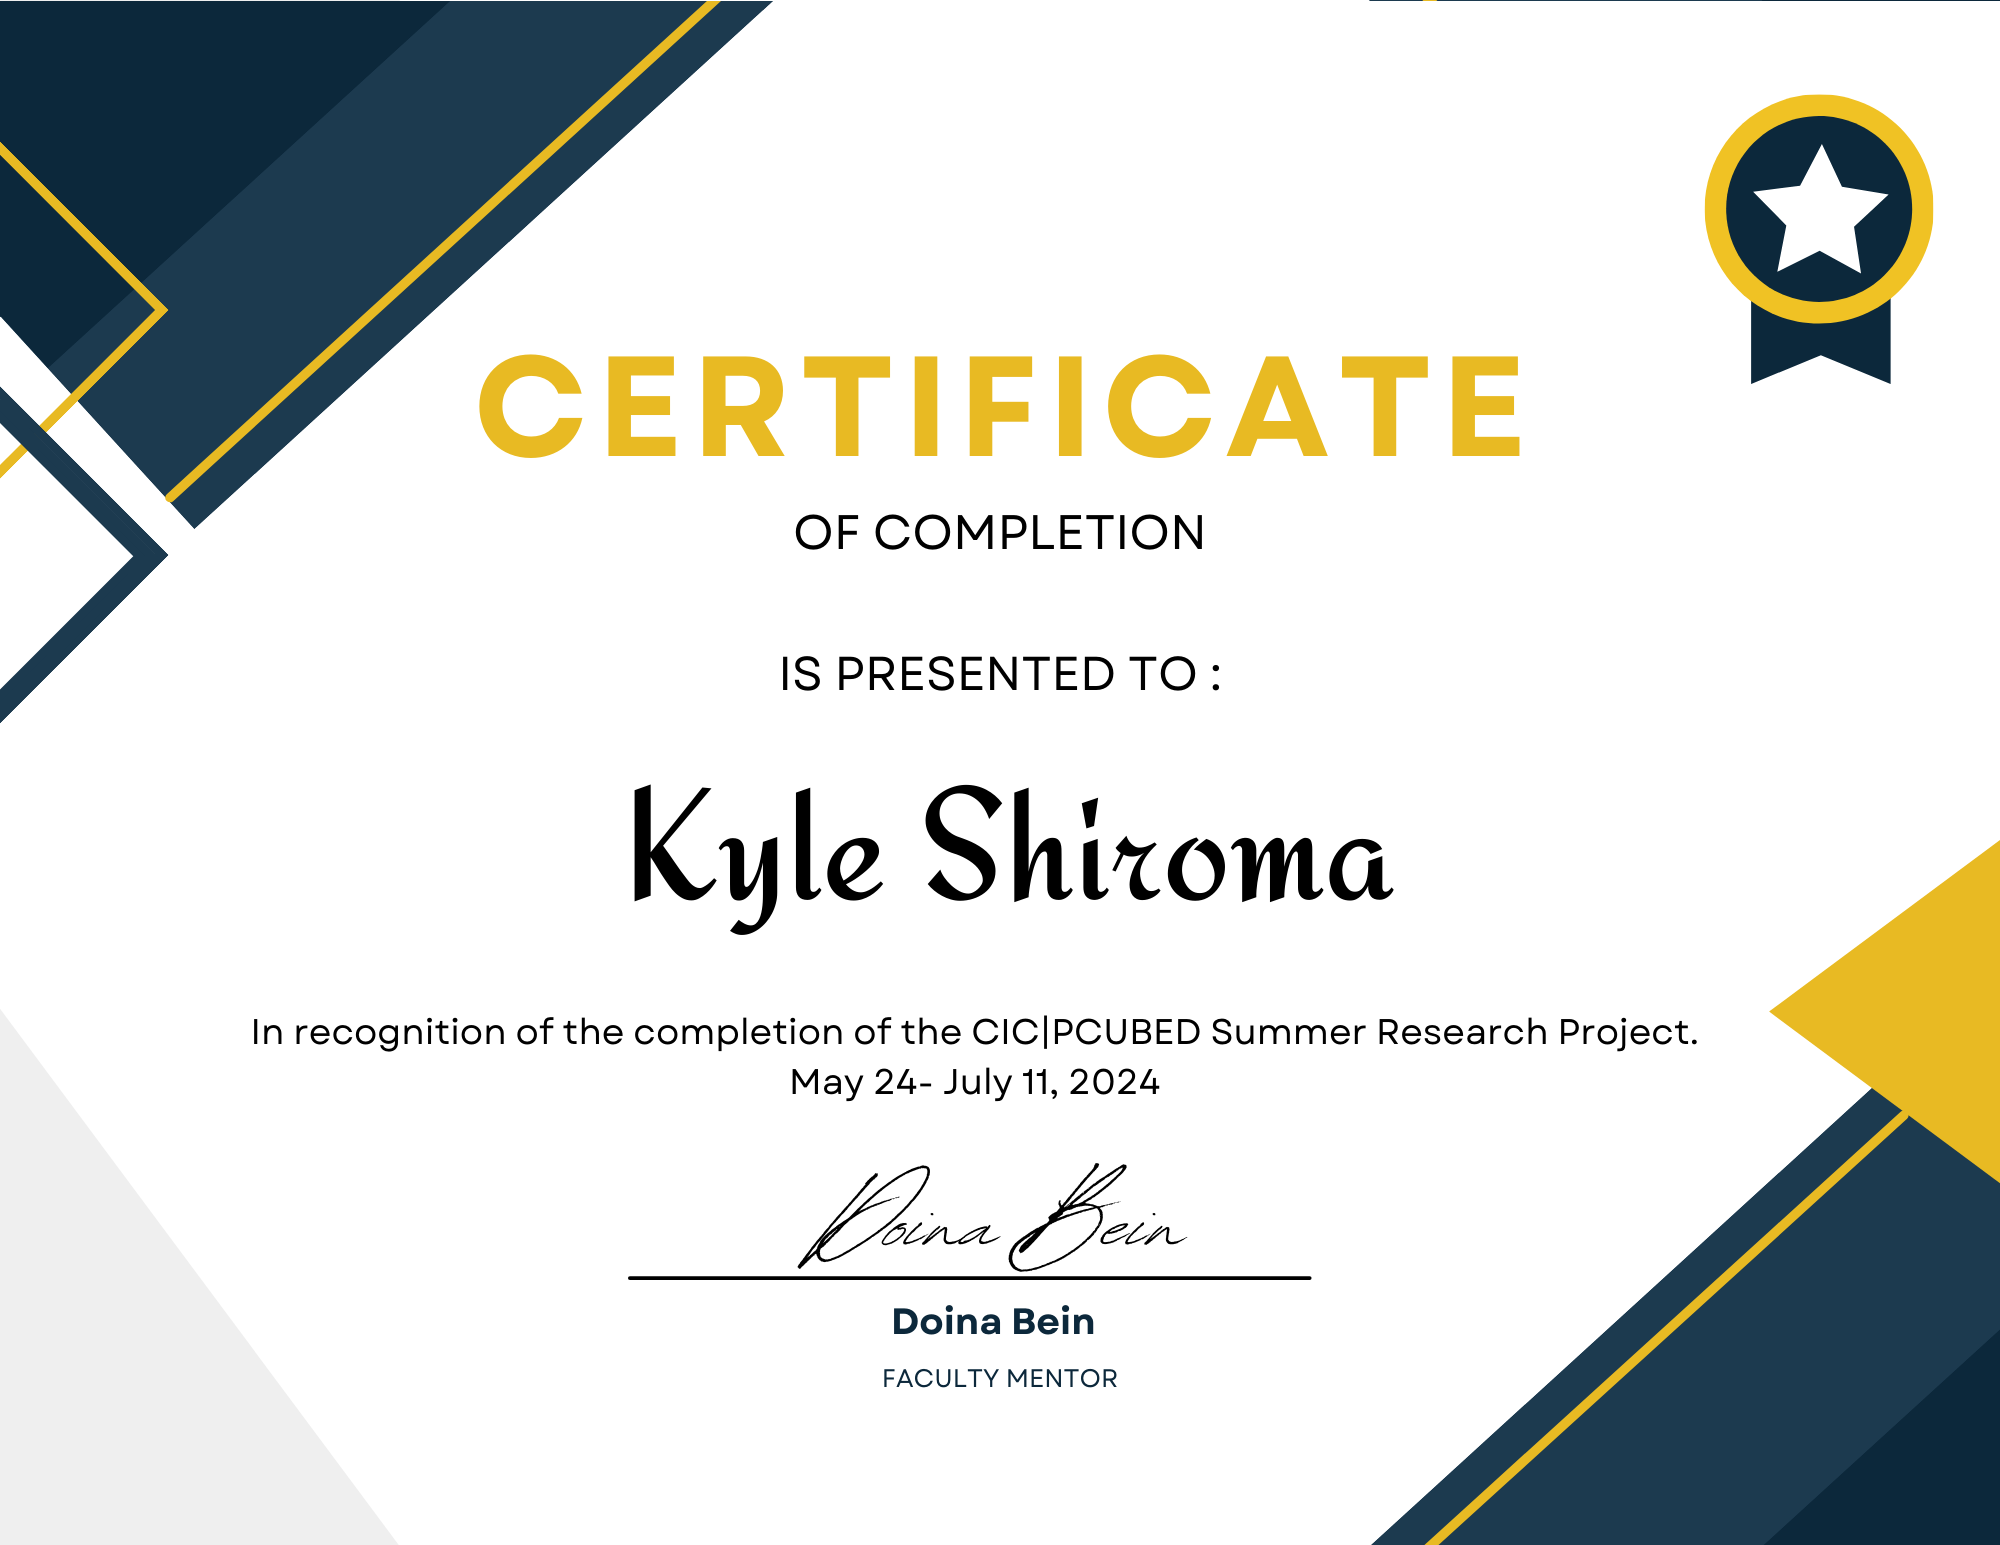 CERTIFICATE
OF COMPLETION
IS PRESENTED TO :
Kyle Shiroma
In recognition of the completion of the CIC|PCUBED Summer Research Project.
May 24- July 11, 2024
Doina Bein
Doina Bein
FACULTY MENTOR